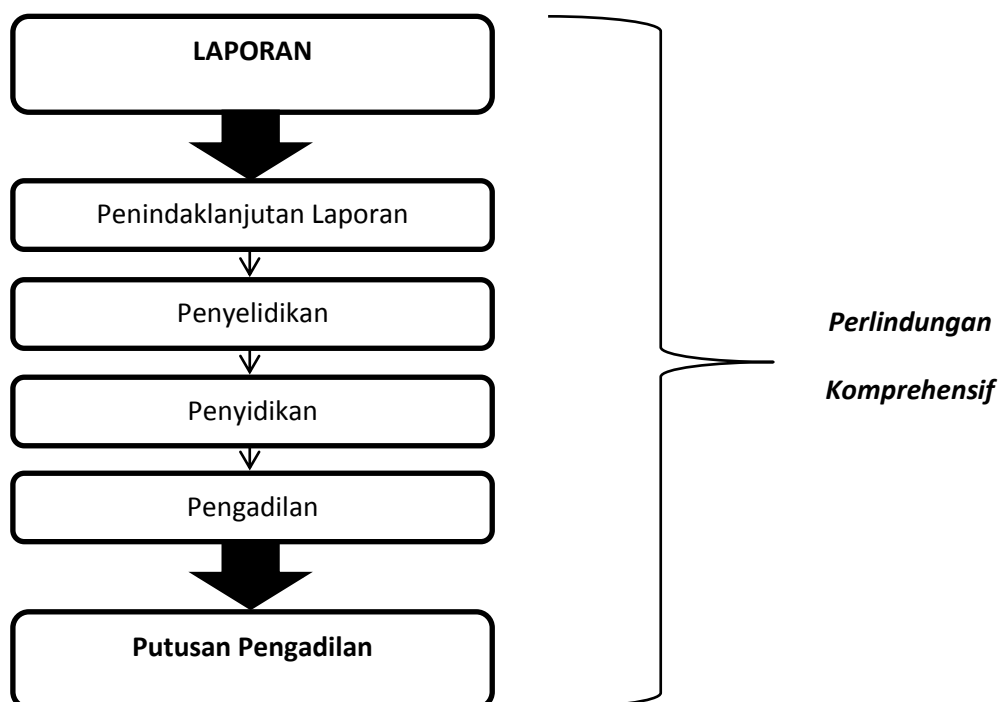 LAPORAN
Penindaklanjutan Laporan
Penyelidikan
Penyidikan
Pengadilan
Putusan Pengadilan
Perlindungan
Komprehensif